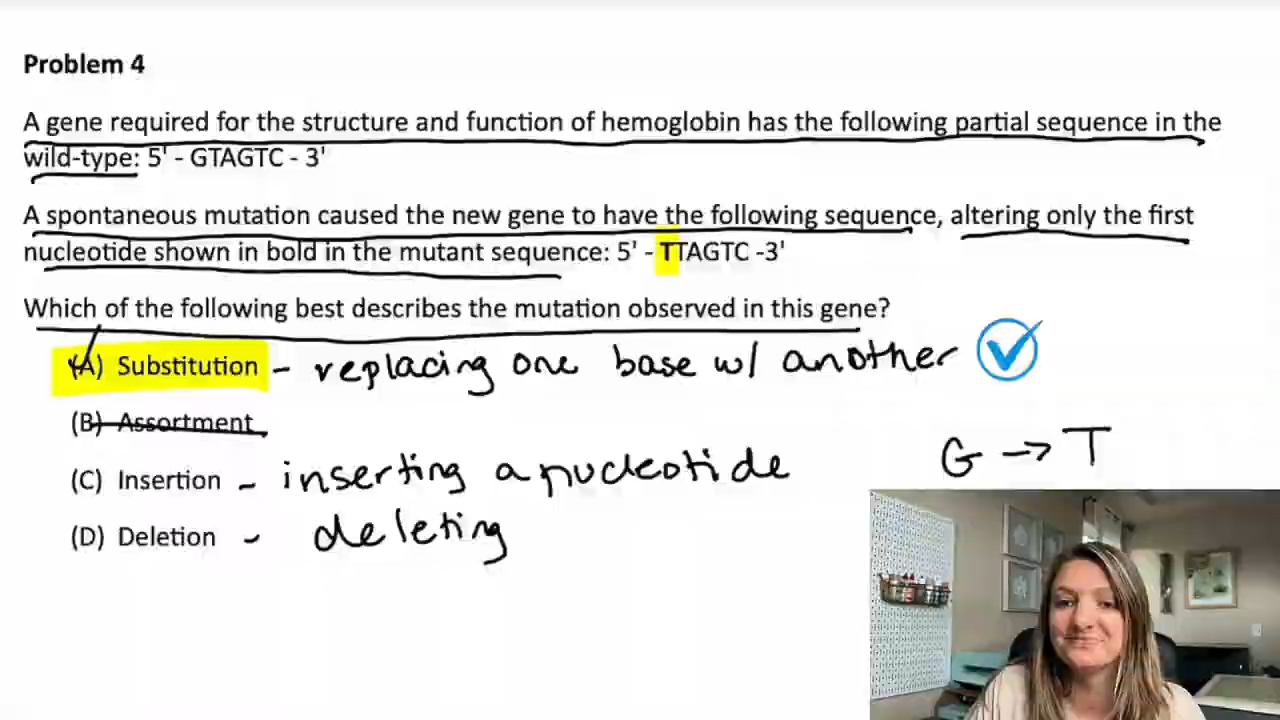 Problem 4
A gene required for the structure and function of hemoglobin has the following partial sequence in the
wild-type: 5' - GTAGTC - 3'
A spontaneous mutation caused the new gene to have the following sequence, altering only the first
nucleotide shown in bold in the mutant sequence: 5' - TTAGTC -3'
Which of the following best describes the mutation observed in this gene?
(A) Substitution - replacing one base w/ another
(B) Assortment
(C) Insertion - inserting a nucleotide
G → T
(D) Deletion - deleting